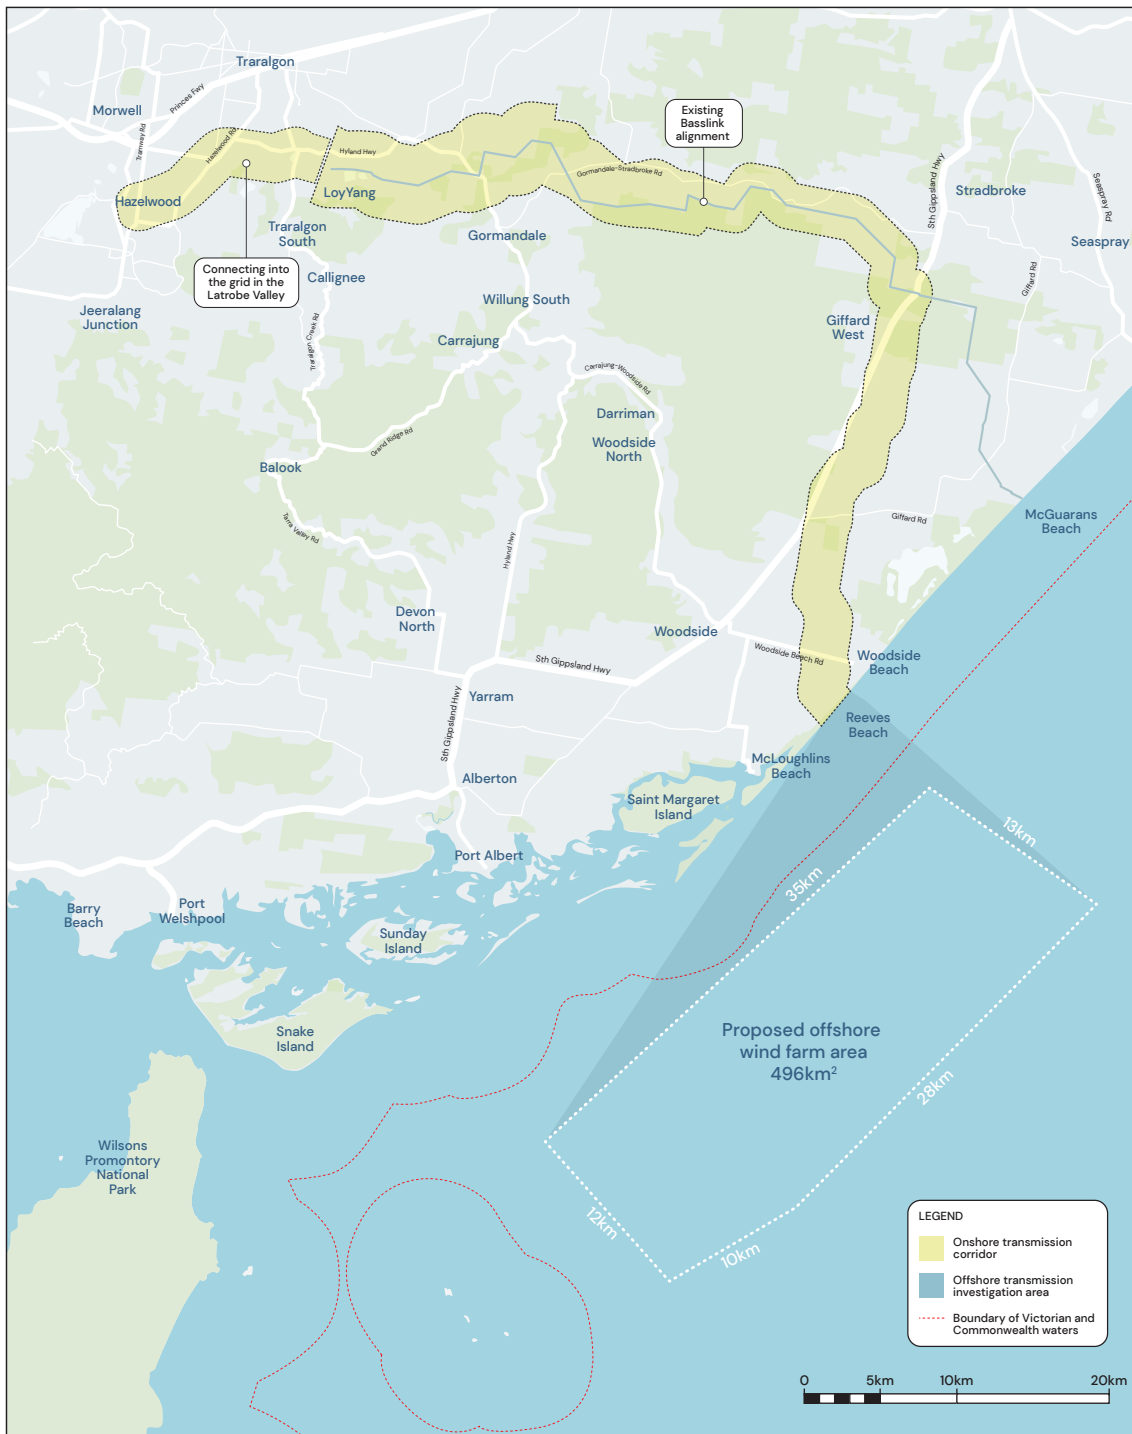 Traralgon
Morwell
Princes Fwy
Tramway Rd
Hazelwood Rd
Existing
Basslink
alignment
Hyland Hwy
Gormandale-Stradbroke Rd
Sth Gippsland Hwy
Stradbroke
Seaspray Rd
Hazelwood
LoyYang
Traralgon
South
Gormandale
Seaspray
Connecting into
the grid in the
Latrobe Valley
Callignee
Giffard Rd
Willung South
Jeeralang
Junction
Giffard
West
Traralgon Creek Rd
Carrajung
Carrajung-Woodside Rd
Darriman
Grand Ridge Rd
Woodside
North
Balook
McGuarans
Beach
Giffard Rd
Tarra Valley Rd
Hyland Hwy
Devon
North
Woodside
Woodside Beach Rd
Woodside
Beach
Sth Gippsland Hwy
Yarram
Sth Gippsland Hwy
Reeves
Beach
McLoughlins
Beach
Alberton
Saint Margaret
Island
13km
Port Albert
35km
Barry
Beach
Port
Welshpool
Sunday
Island
Snake
Island
Proposed offshore
wind farm area
496km²
28km
Wilsons
Promontory
National
Park
12km
10km
LEGEND
Onshore transmission
corridor
Offshore transmission
investigation area
Boundary of Victorian and
Commonwealth waters
0 5km 10km 20km